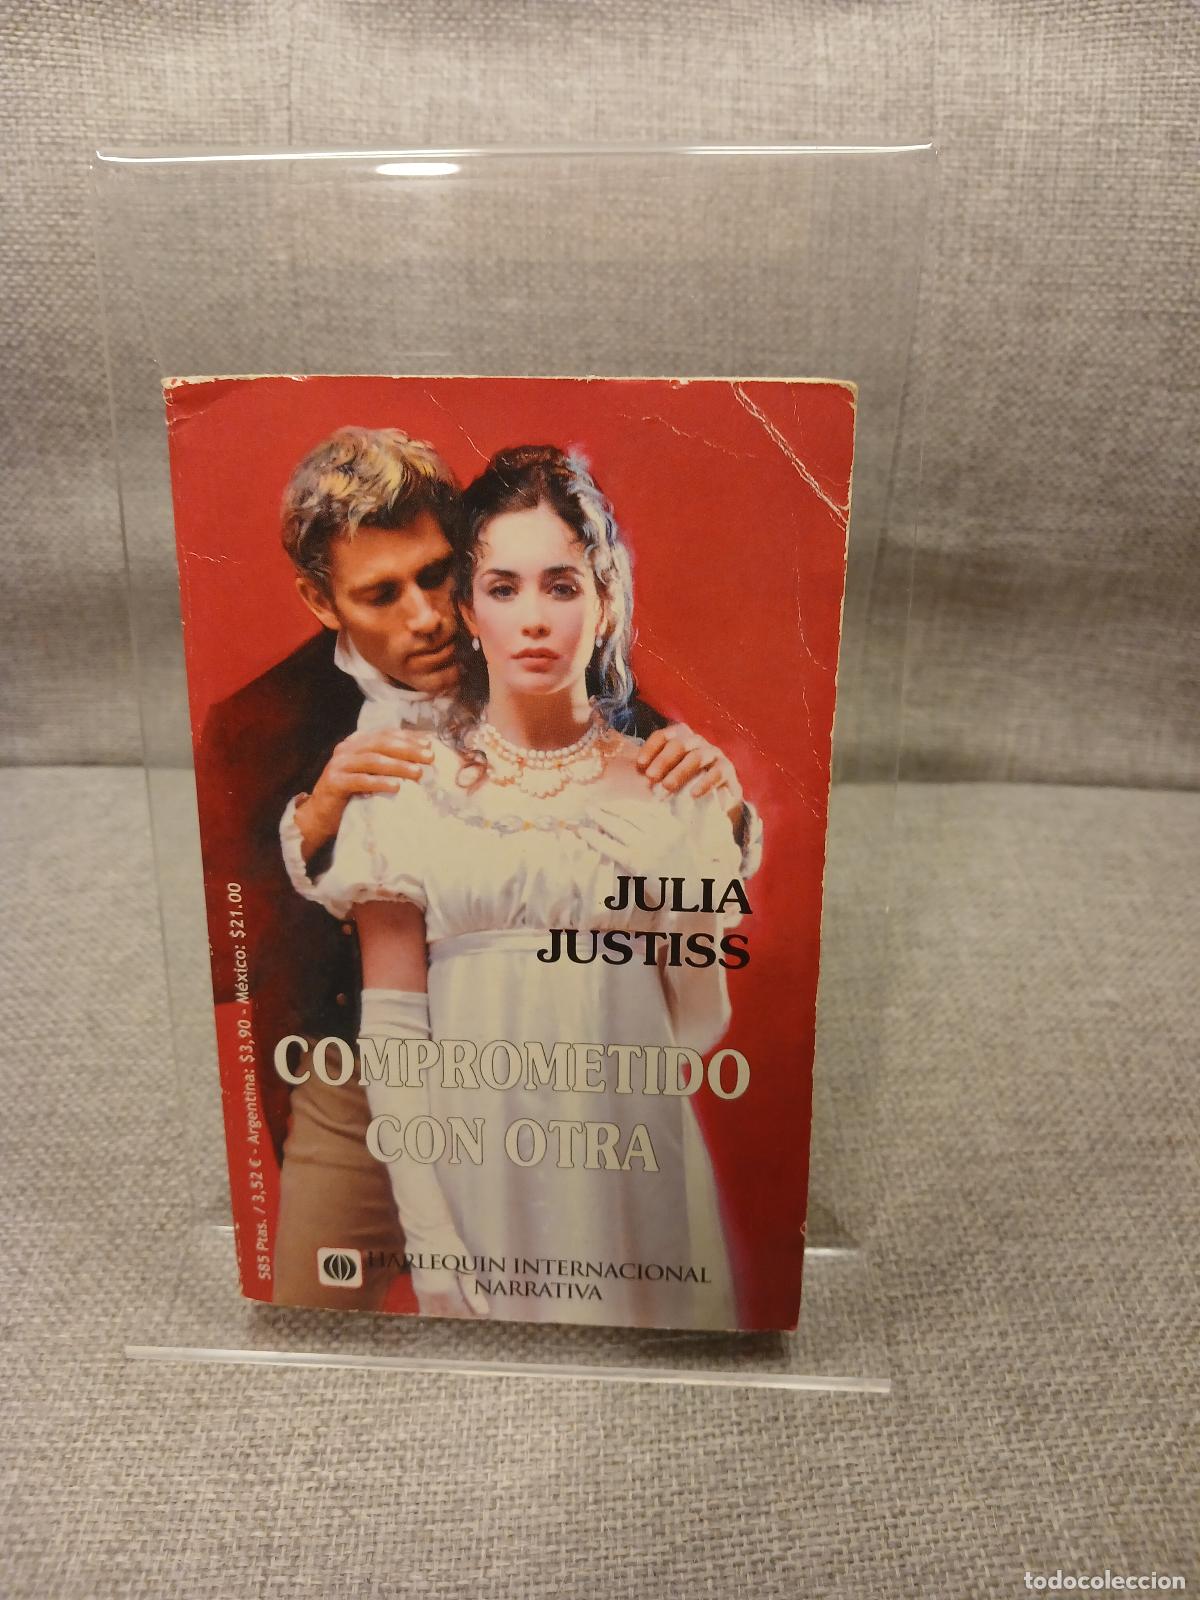 JULIA
JUSTISS
COMPROMETIDO
CON OTRA
HARLEQUIN INTERNACIONAL
NARRATIVA
585 Ptas. / 3,52 € - Argentina: $3,90 - México: $21.00
todocoleccion